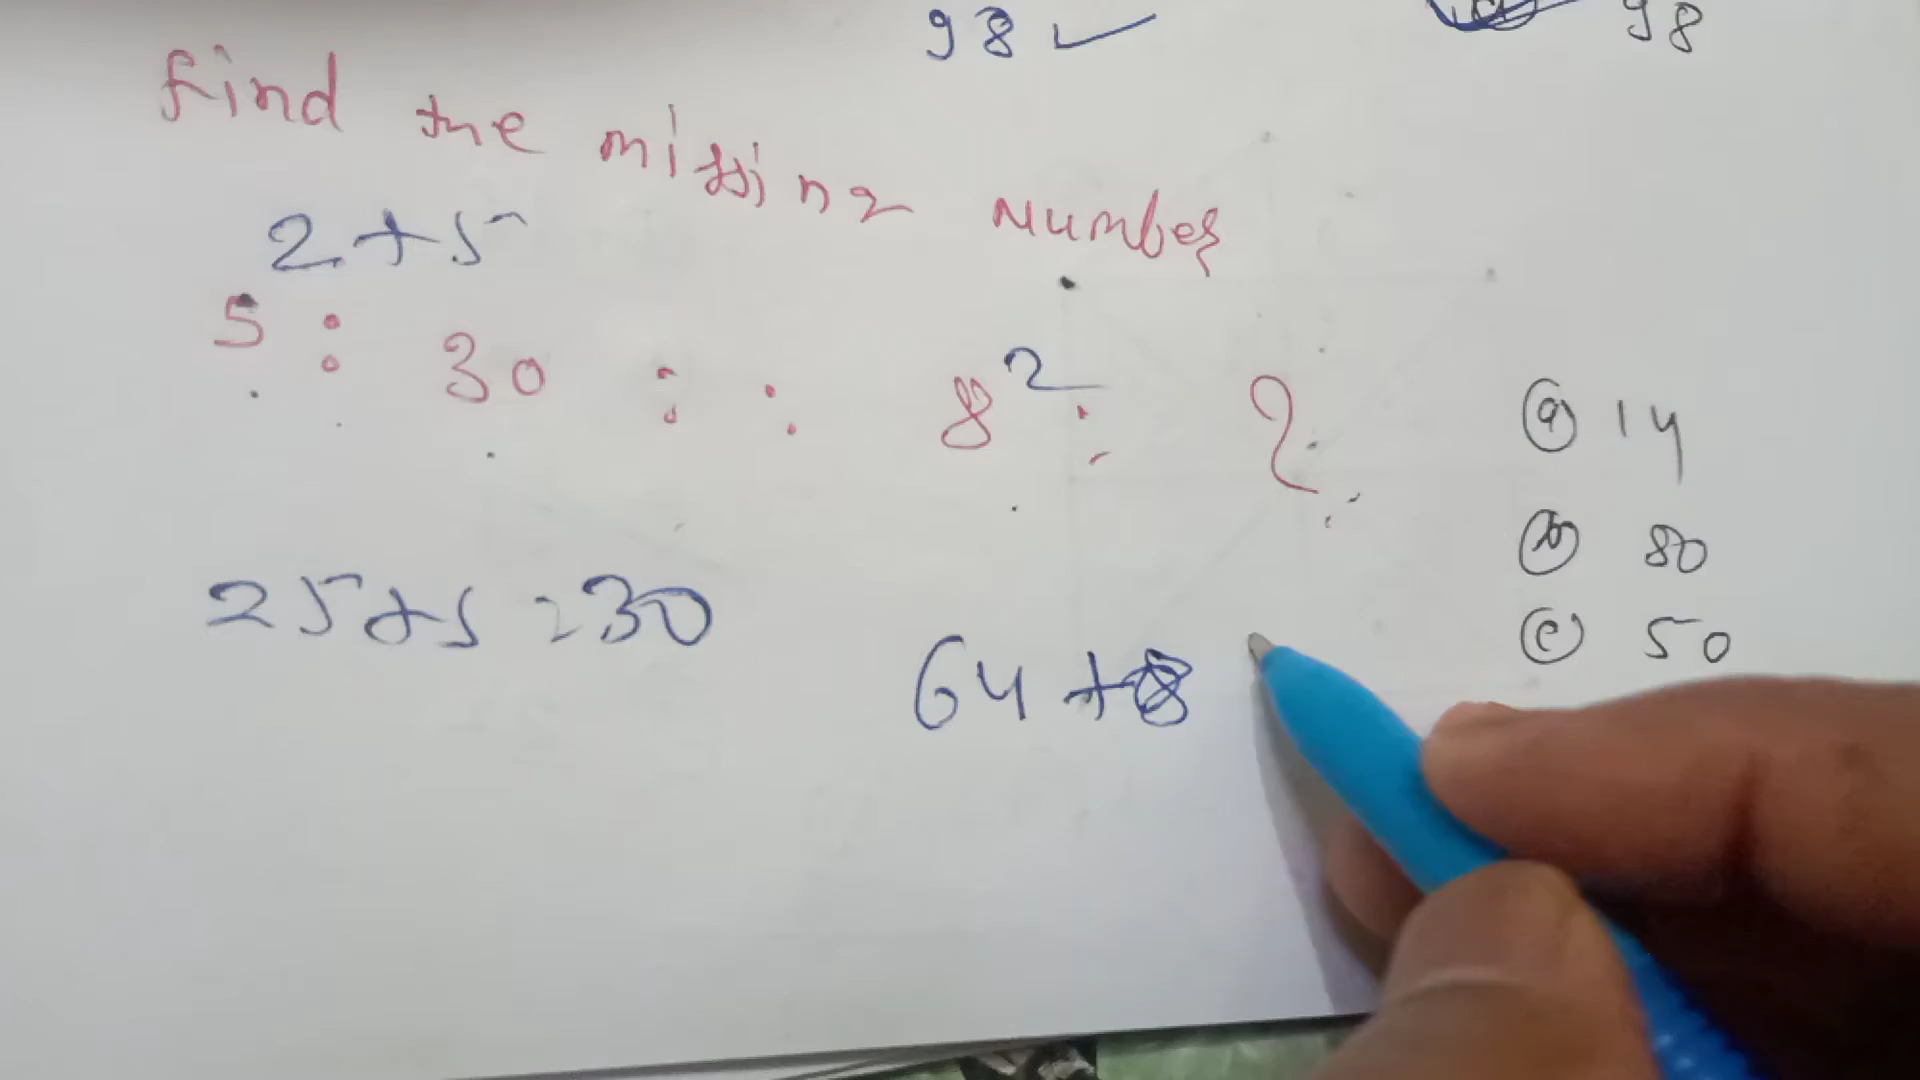 98 ✓ 98
Find the missing number
2+5
5 : 30 : : 8² : ?
(a) 14
(b) 80
(c) 50
25+5 = 30
64+8